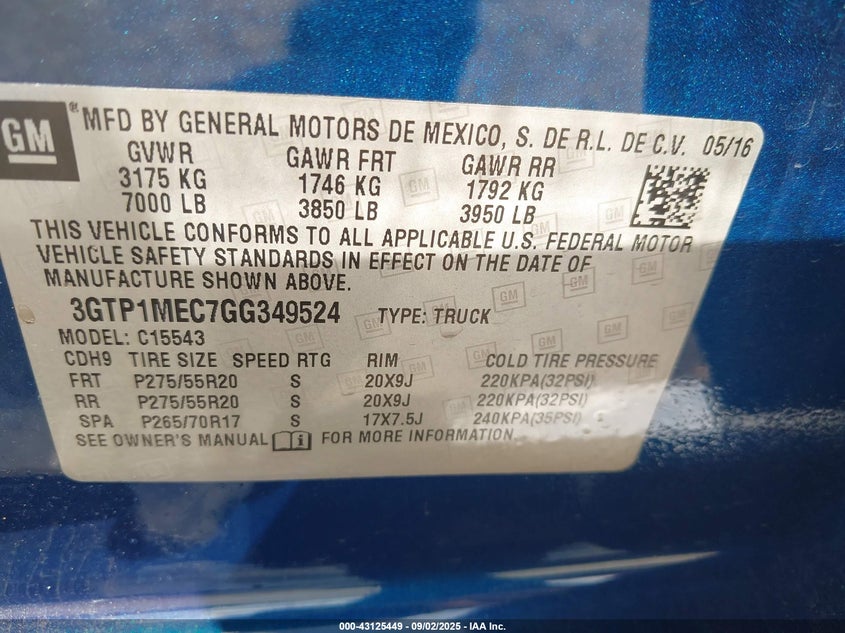 GM
® MFD BY GENERAL MOTORS DE MEXICO, S. DE R.L. DE C.V. 05/16
GVWR GAWR FRT GAWR RR
3175 KG 1746 KG 1792 KG
7000 LB 3850 LB 3950 LB
THIS VEHICLE CONFORMS TO ALL APPLICABLE U.S. FEDERAL MOTOR
VEHICLE SAFETY STANDARDS IN EFFECT ON THE DATE OF
MANUFACTURE SHOWN ABOVE.
3GTP1MEC7GG349524 TYPE: TRUCK
MODEL: C15543
CDH9 TIRE SIZE SPEED RTG RIM COLD TIRE PRESSURE
FRT P275/55R20 S 20X9J 220KPA(32PSI)
RR P275/55R20 S 20X9J 220KPA(32PSI)
SPA P265/70R17 S 17X7.5J 240KPA(35PSI)
SEE OWNER'S MANUAL FOR MORE INFORMATION.
000-43125449 - 09/02/2025 - IAA Inc.